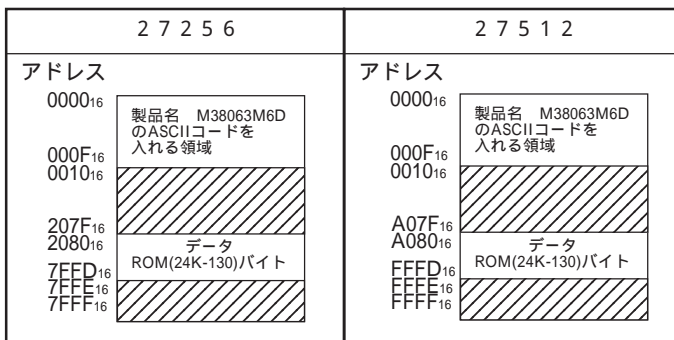 27256
アドレス
0000₁₆
製品名 M38063M6D
のASCIIコードを
入れる領域
000F₁₆
0010₁₆
207F₁₆
2080₁₆
データ
ROM(24K-130)バイト
7FFD₁₆
7FFE₁₆
7FFF₁₆
27512
アドレス
0000₁₆
製品名 M38063M6D
のASCIIコードを
入れる領域
000F₁₆
0010₁₆
A07F₁₆
A080₁₆
データ
ROM(24K-130)バイト
FFFD₁₆
FFFE₁₆
FFFF₁₆